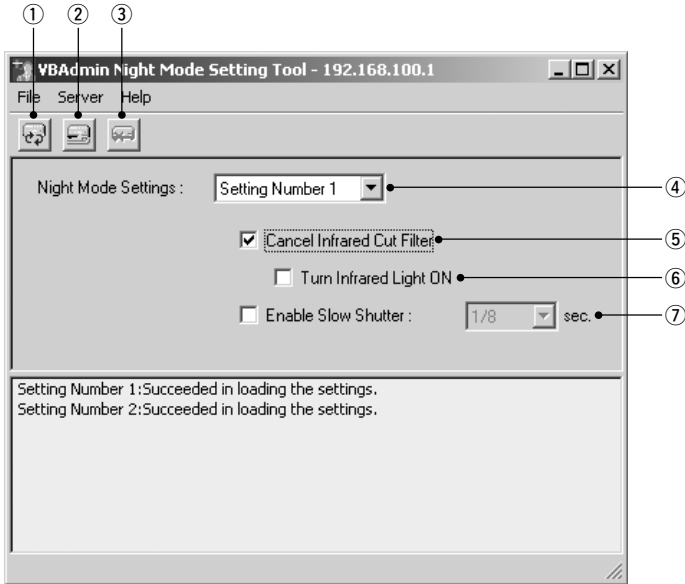 ① ② ③
VBAdmin Night Mode Setting Tool - 192.168.100.1
File Server Help
Night Mode Settings : Setting Number 1 ④
Cancel Infrared Cut Filter ⑤
Turn Infrared Light ON ⑥
Enable Slow Shutter : 1/8 sec. ⑦
Setting Number 1:Succeeded in loading the settings.
Setting Number 2:Succeeded in loading the settings.